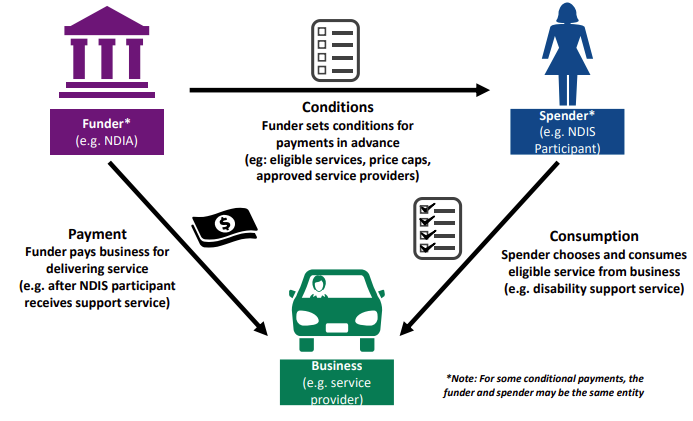 Funder*
(e.g. NDIA)
Conditions
Funder sets conditions for
payments in advance
(eg: eligible services, price caps,
approved service providers)
Spender*
(e.g. NDIS
Participant)
Payment
Funder pays business for
delivering service
(e.g. after NDIS participant
receives support service)
$
Consumption
Spender chooses and consumes
eligible service from business
(e.g. disability support service)
Business
(e.g. service
provider)
*Note: For some conditional payments, the
funder and spender may be the same entity